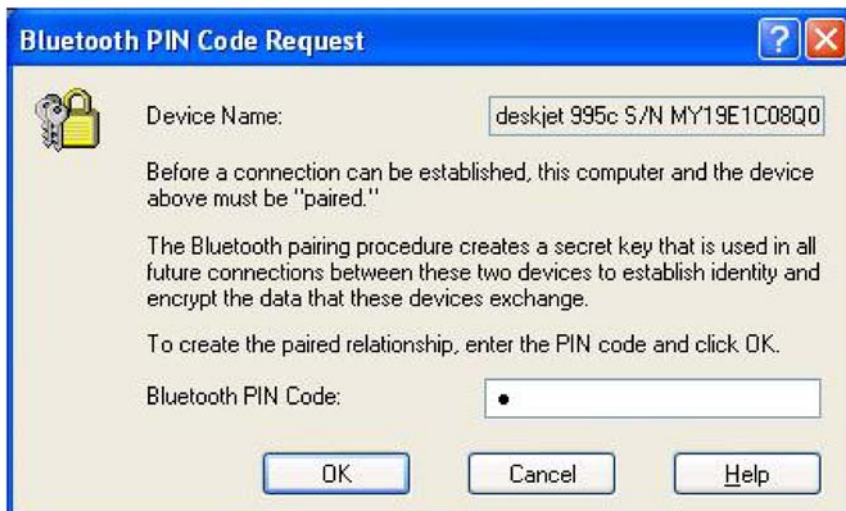 Bluetooth PIN Code Request
Device Name: deskjet 995c S/N MY19E1C08Q0
Before a connection can be established, this computer and the device
above must be "paired."
The Bluetooth pairing procedure creates a secret key that is used in all
future connections between these two devices to establish identity and
encrypt the data that these devices exchange.
To create the paired relationship, enter the PIN code and click OK.
Bluetooth PIN Code: •
OK Cancel Help